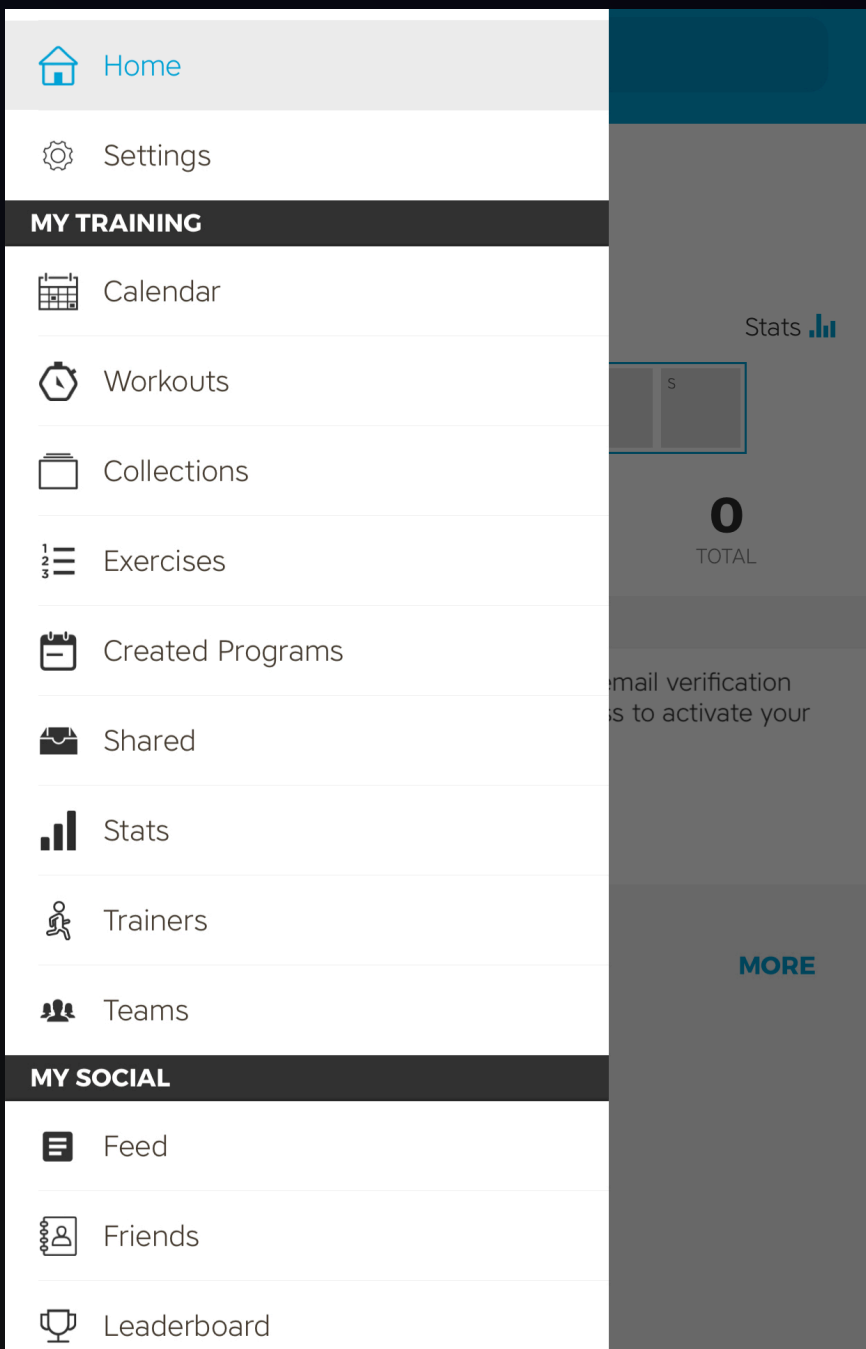 Home
Settings
MY TRAINING
Calendar
Stats
Workouts
S
Collections
0
TOTAL
Exercises
Created Programs
email verification
to activate your
Shared
Stats
Trainers
MORE
Teams
MY SOCIAL
Feed
Friends
Leaderboard